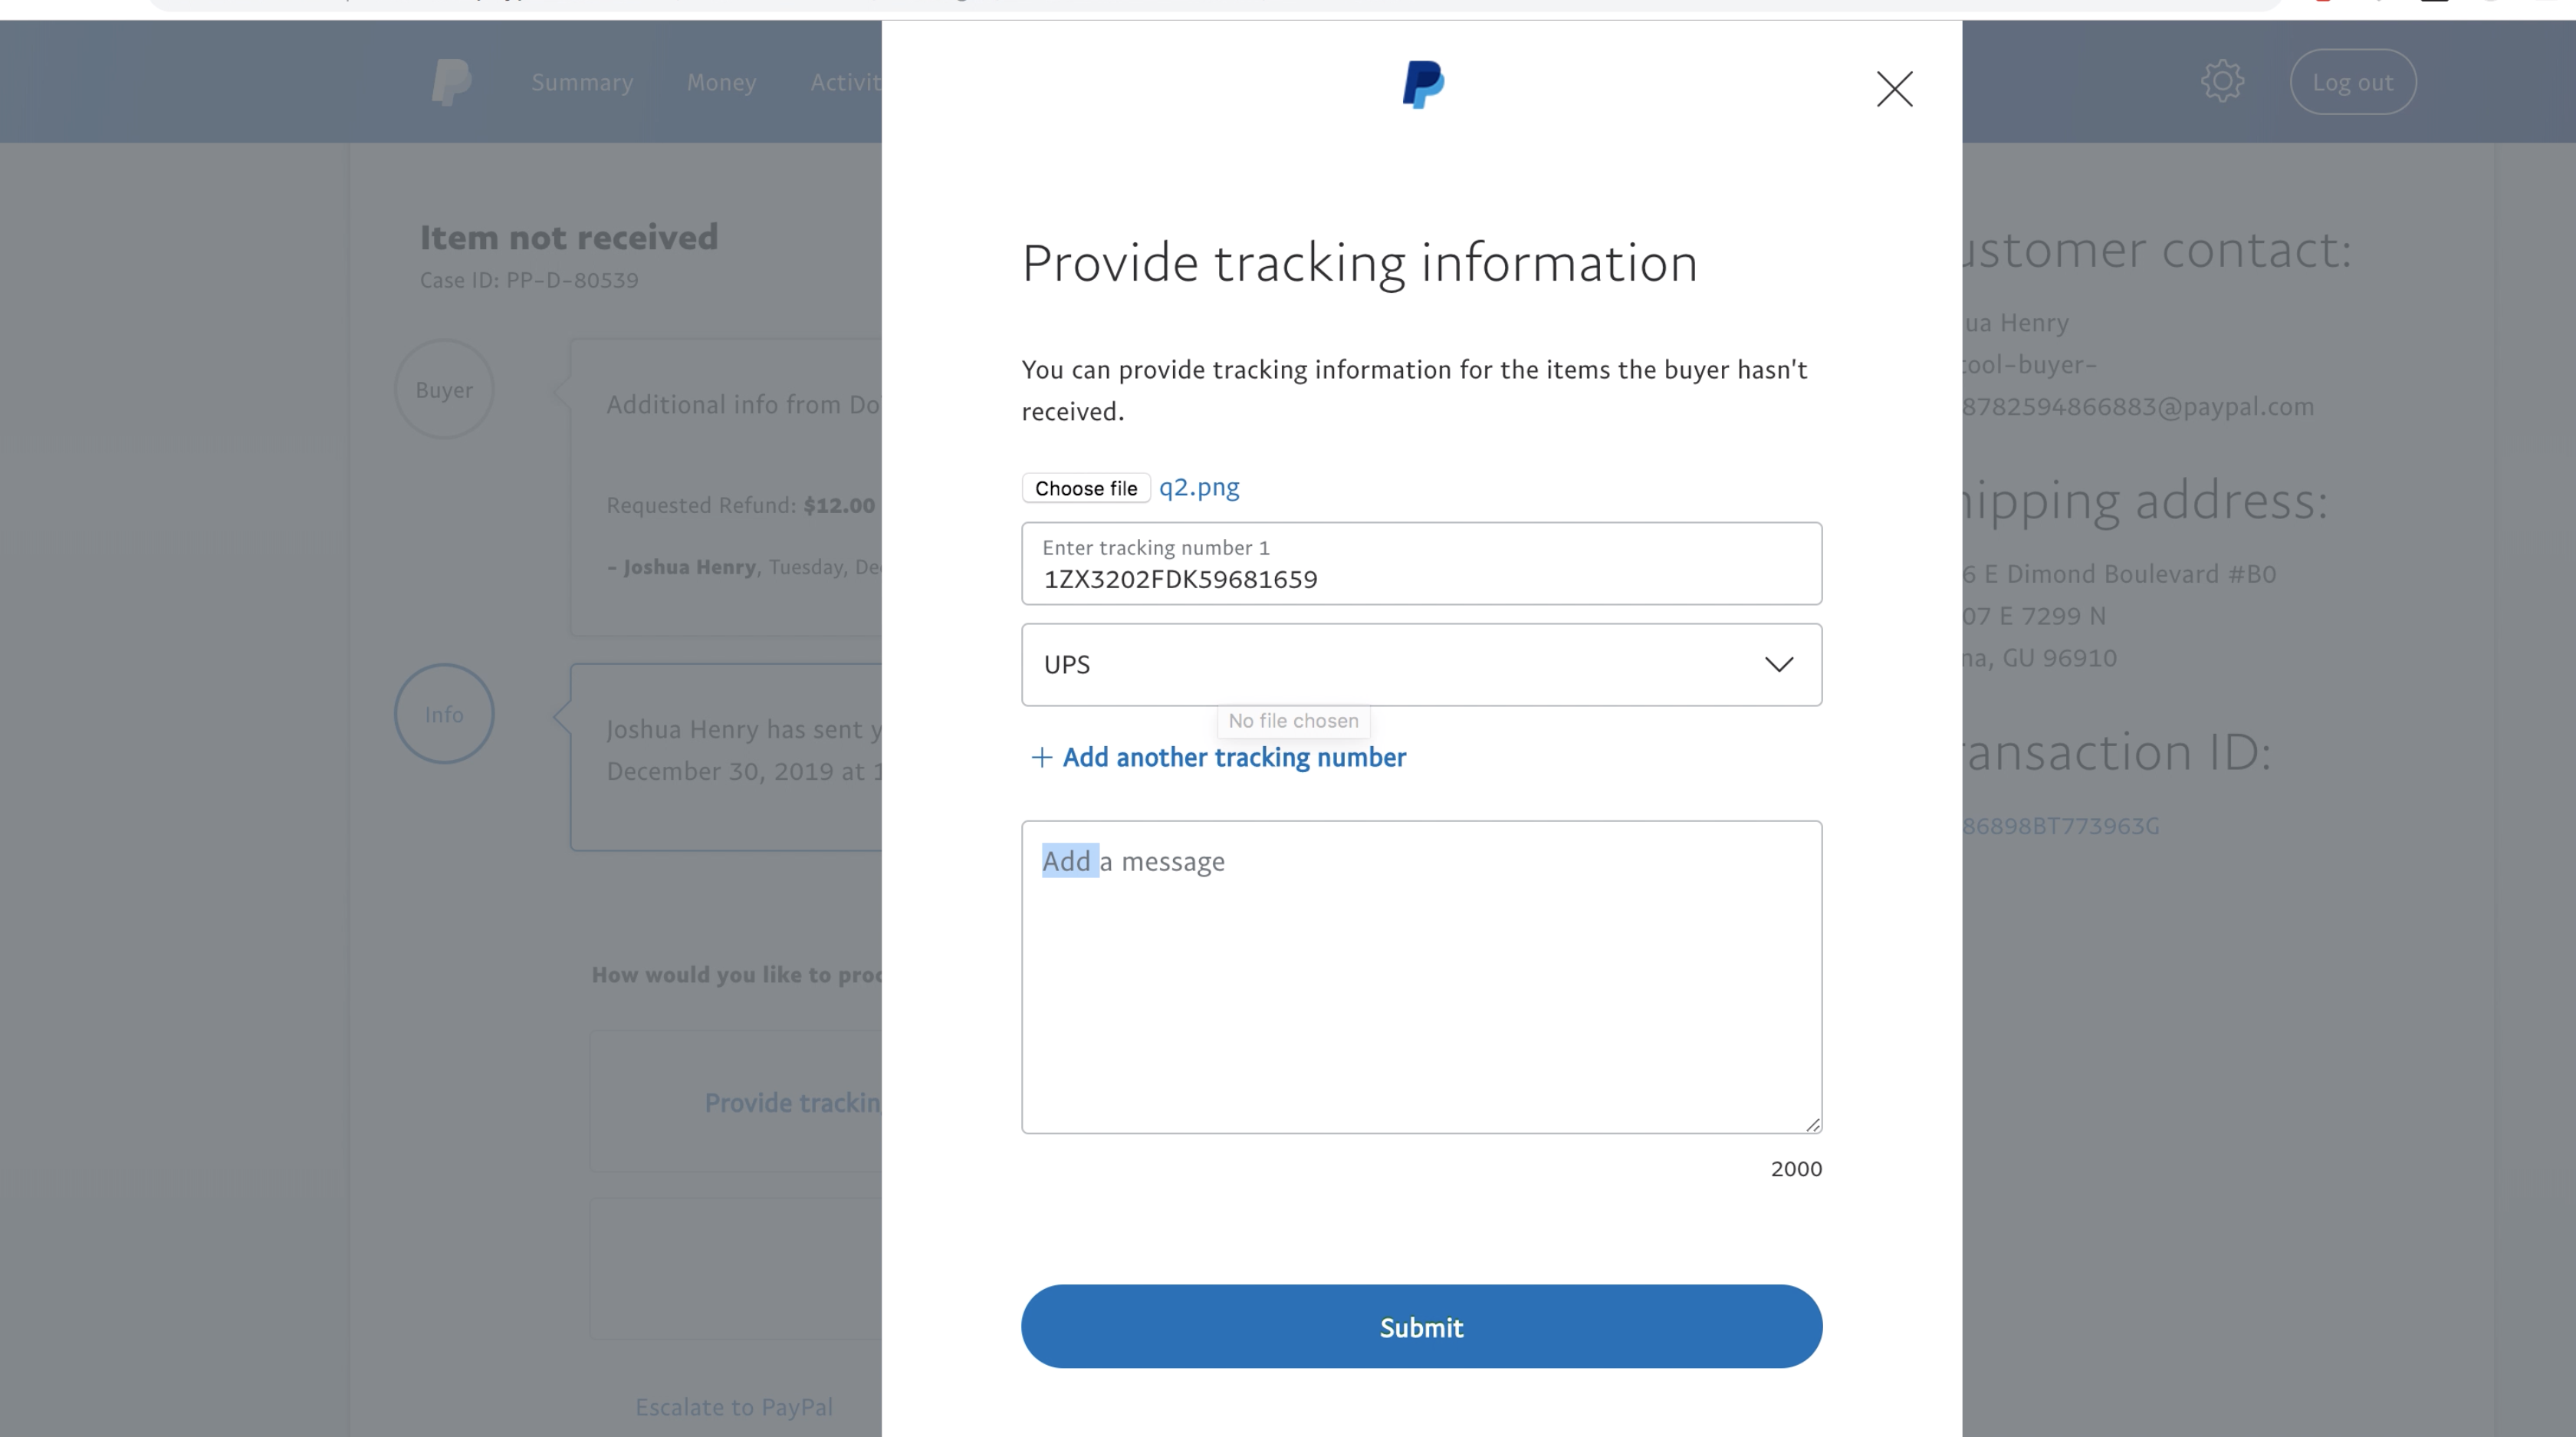 Summary Money Activit
Log out
Item not received
Case ID: PP-D-80539
Buyer
Additional info from Do
Requested Refund: $12.00
- Joshua Henry, Tuesday, De
Info
Joshua Henry has sent y
December 30, 2019 at 1
How would you like to proc
Provide trackin
Escalate to PayPal
Provide tracking information
You can provide tracking information for the items the buyer hasn't
received.
Choose file q2.png
Enter tracking number 1
1ZX3202FDK59681659
UPS
No file chosen
+ Add another tracking number
Add a message
2000
Submit
ustomer contact:
ua Henry
cool-buyer-
8782594866883@paypal.com
hipping address:
6 E Dimond Boulevard #B0
07 E 7299 N
na, GU 96910
ansaction ID:
86898BT773963G